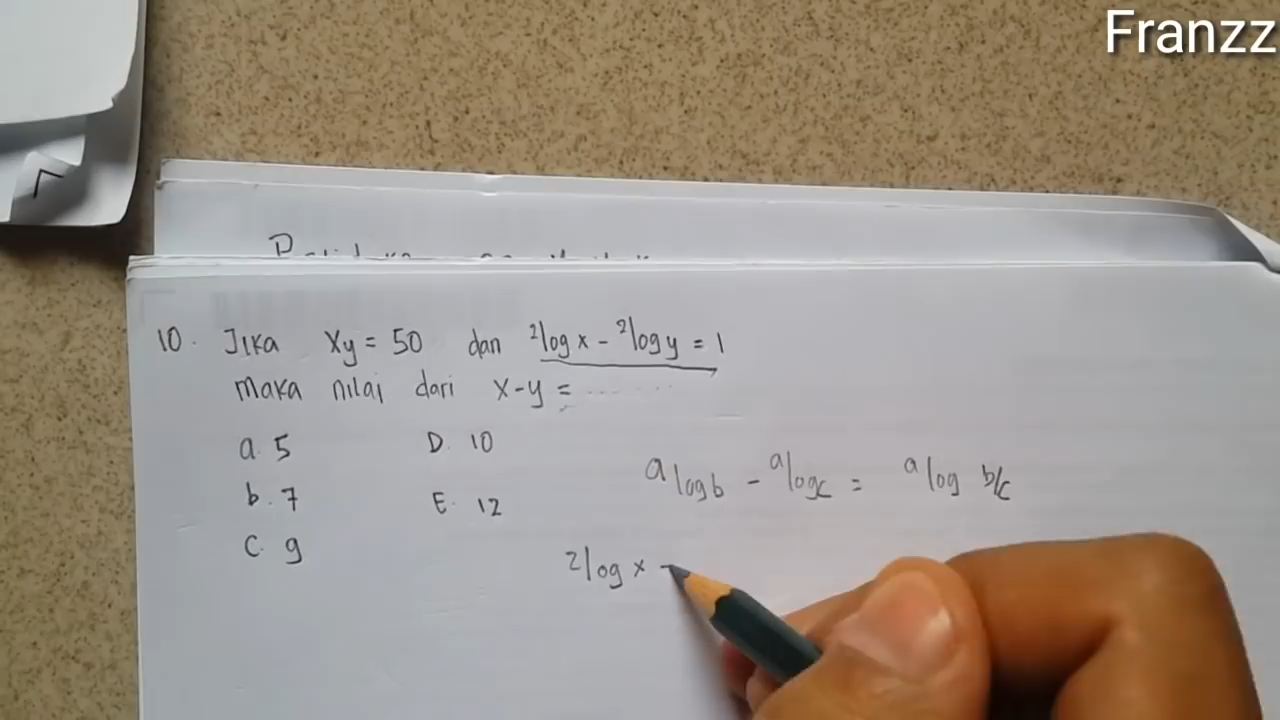 Franzz
10. Jika xy = 50 dan ²log x - ²log y = 1
maka nilai dari x-y = ........
a. 5
D. 10
b. 7
E. 12
C. 9
ᵃlog b - ᵃlog c = ᵃlog b/c
²log x -